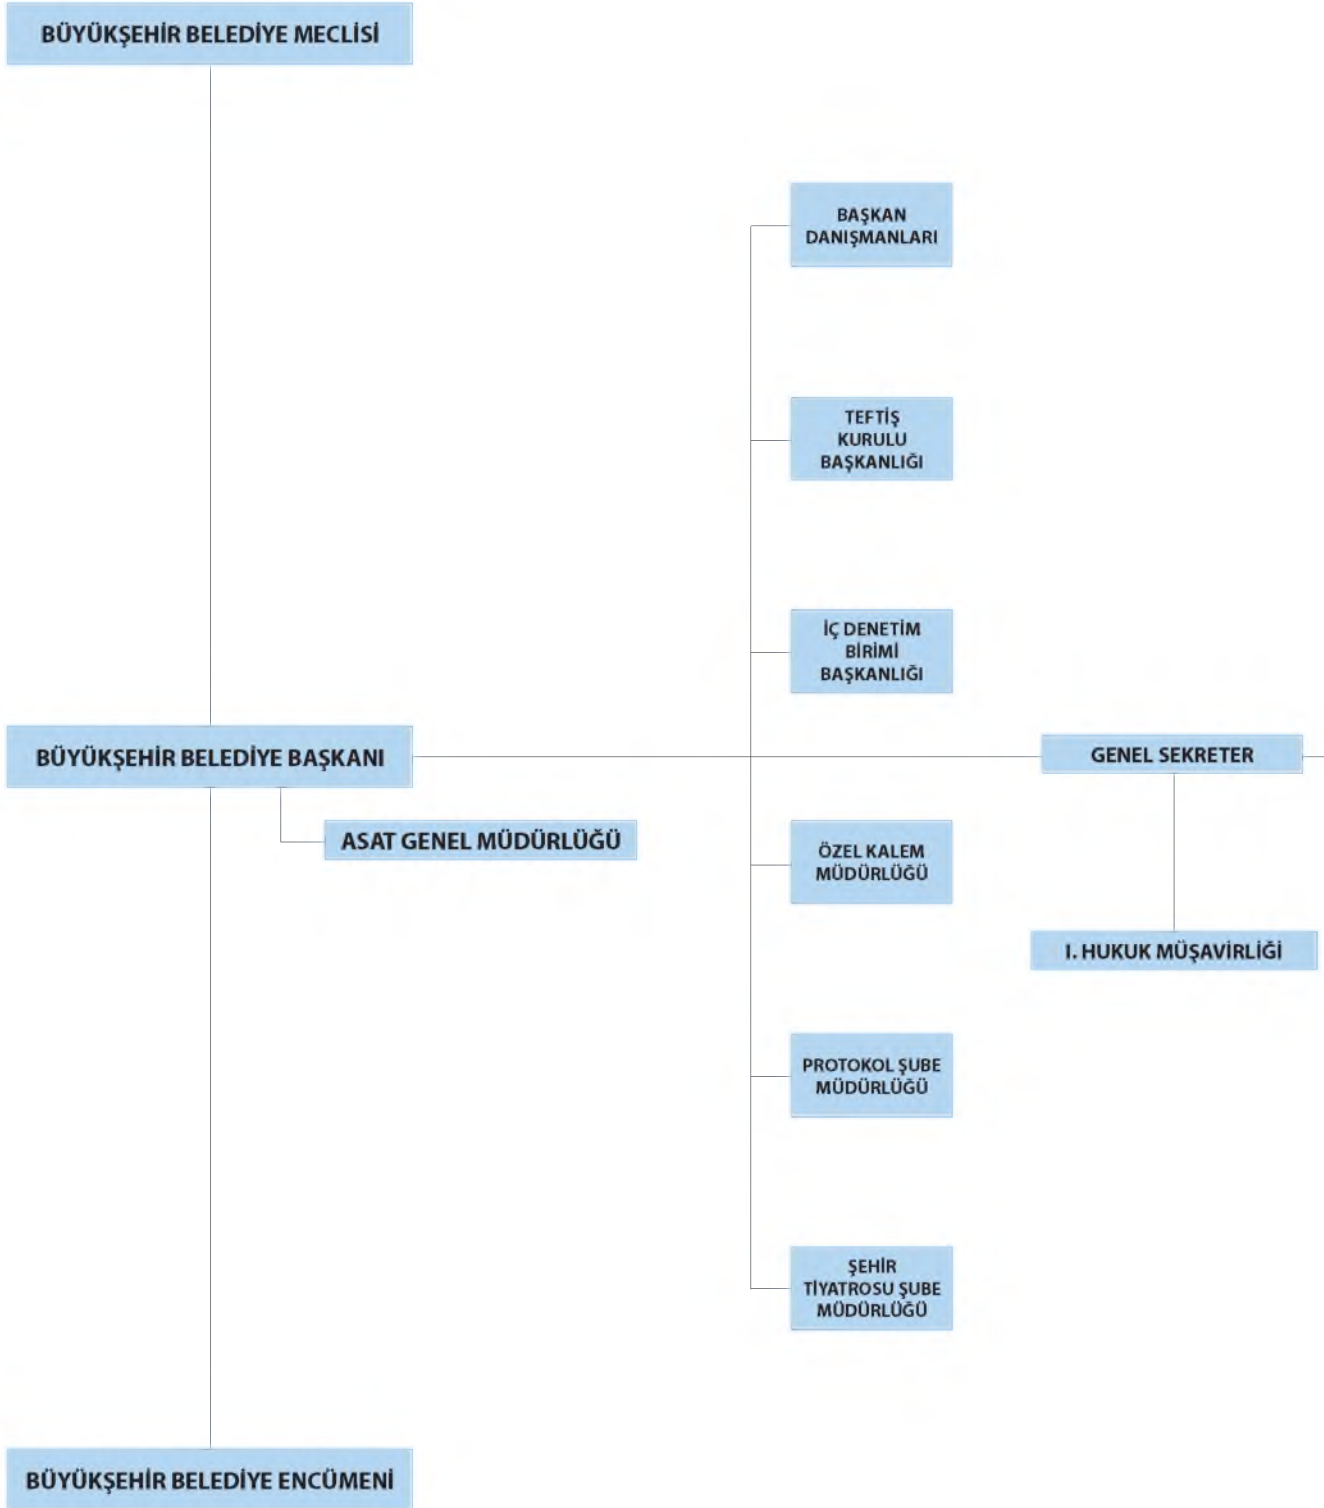 BÜYÜKŞEHİR BELEDİYE MECLİSİ
BAŞKAN
DANIŞMANLARI
TEFTİŞ
KURULU
BAŞKANLIĞI
İÇ DENETİM
BİRİMİ
BAŞKANLIĞI
BÜYÜKŞEHİR BELEDİYE BAŞKANI
GENEL SEKRETER
ASAT GENEL MÜDÜRLÜĞÜ
ÖZEL KALEM
MÜDÜRLÜĞÜ
I. HUKUK MÜŞAVİRLİĞİ
PROTOKOL ŞUBE
MÜDÜRLÜĞÜ
ŞEHİR
TİYATROSU ŞUBE
MÜDÜRLÜĞÜ
BÜYÜKŞEHİR BELEDİYE ENCÜMENİ